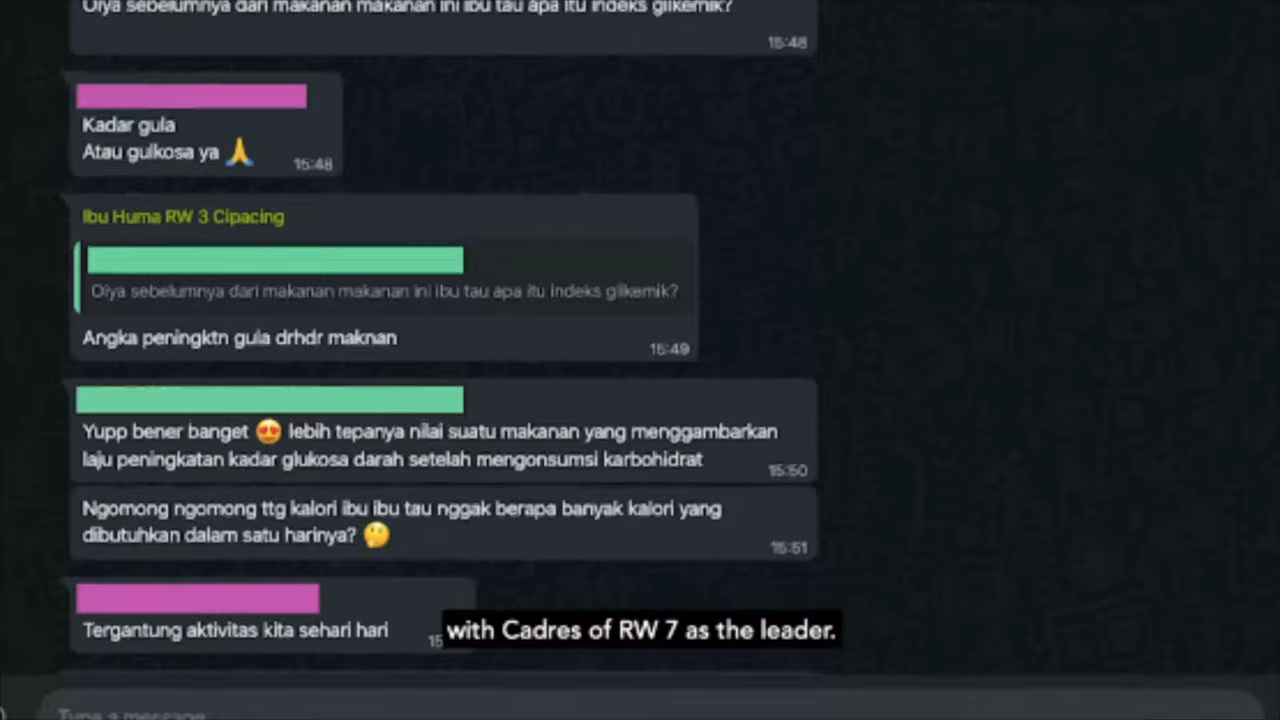 Oiya sebelumnya dari makanan makanan ini ibu tau apa itu indeks glikemik?
15:48
Kadar gula
Atau gulkosa ya 🙏
15:48
Ibu Huma RW 3 Cipacing
Oiya sebelumnya dari makanan makanan ini ibu tau apa itu indeks glikemik?
Angka peningktn gula drhdr maknan
15:49
Yupp bener banget 😍 lebih tepanya nilai suatu makanan yang menggambarkan
laju peningkatan kadar glukosa darah setelah mengonsumsi karbohidrat
15:50
Ngomong ngomong ttg kalori ibu ibu tau nggak berapa banyak kalori yang
dibutuhkan dalam satu harinya? 🤔
15:51
Tergantung aktivitas kita sehari hari
15
with Cadres of RW 7 as the leader.
Type a message